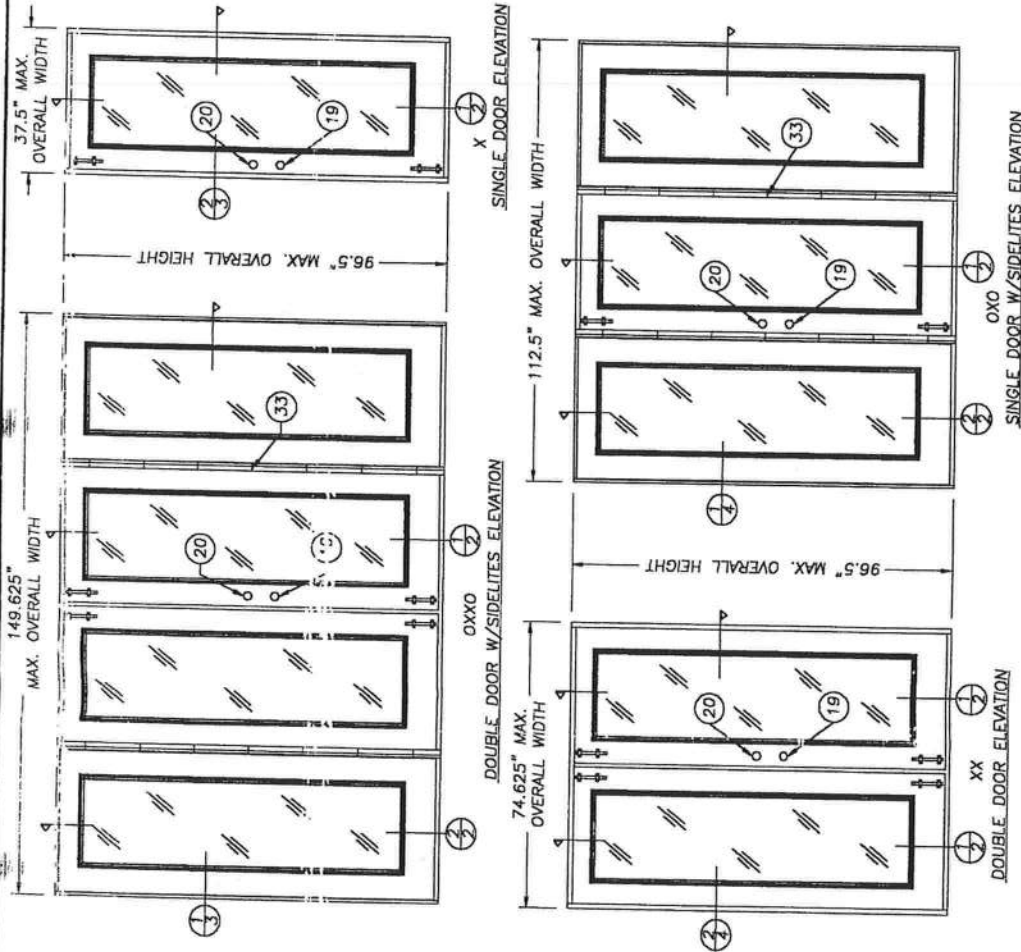 149.625"
MAX. OVERALL WIDTH
20
33
1
3
2
2
1
2
OXXO
DOUBLE DOOR W/SIDELITES ELEVATION
96.5" MAX. OVERALL HEIGHT
37.5" MAX.
OVERALL WIDTH
20
19
2
3
1
2
X
SINGLE DOOR ELEVATION
74.625" MAX.
OVERALL WIDTH
20
19
2
4
1
2
1
2
XX
DOUBLE DOOR ELEVATION
96.5" MAX. OVERALL HEIGHT
112.5" MAX. OVERALL WIDTH
33
20
19
1
4
2
2
1
2
OXO
SINGLE DOOR W/SIDELITES ELEVATION